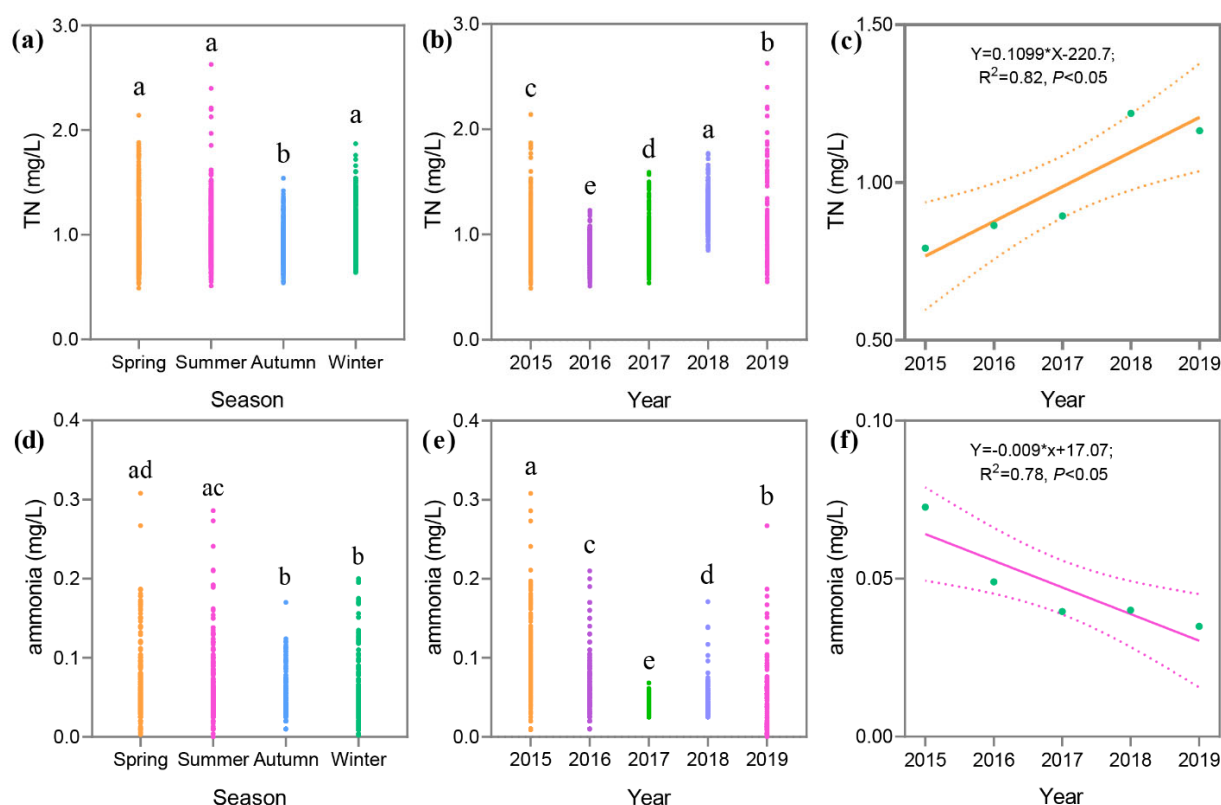 (a)
3.0
2.0
1.0
0.0
TN (mg/L)
a
a
b
a
Spring
Summer
Autumn
Winter
Season
(b)
3.0
2.0
1.0
0.0
TN (mg/L)
c
e
d
a
b
2015
2016
2017
2018
2019
Year
(c)
1.50
1.00
0.50
TN (mg/L)
Y=0.1099*X-220.7;
R²=0.82, P<0.05
2015
2016
2017
2018
2019
Year
(d)
0.4
0.3
0.2
0.1
0.0
ammonia (mg/L)
ad
ac
b
b
Spring
Summer
Autumn
Winter
Season
(e)
0.4
0.3
0.2
0.1
0.0
ammonia (mg/L)
a
c
e
d
b
2015
2016
2017
2018
2019
Year
(f)
0.10
0.05
0.00
ammonia (mg/L)
Y=-0.009*x+17.07;
R²=0.78, P<0.05
2015
2016
2017
2018
2019
Year